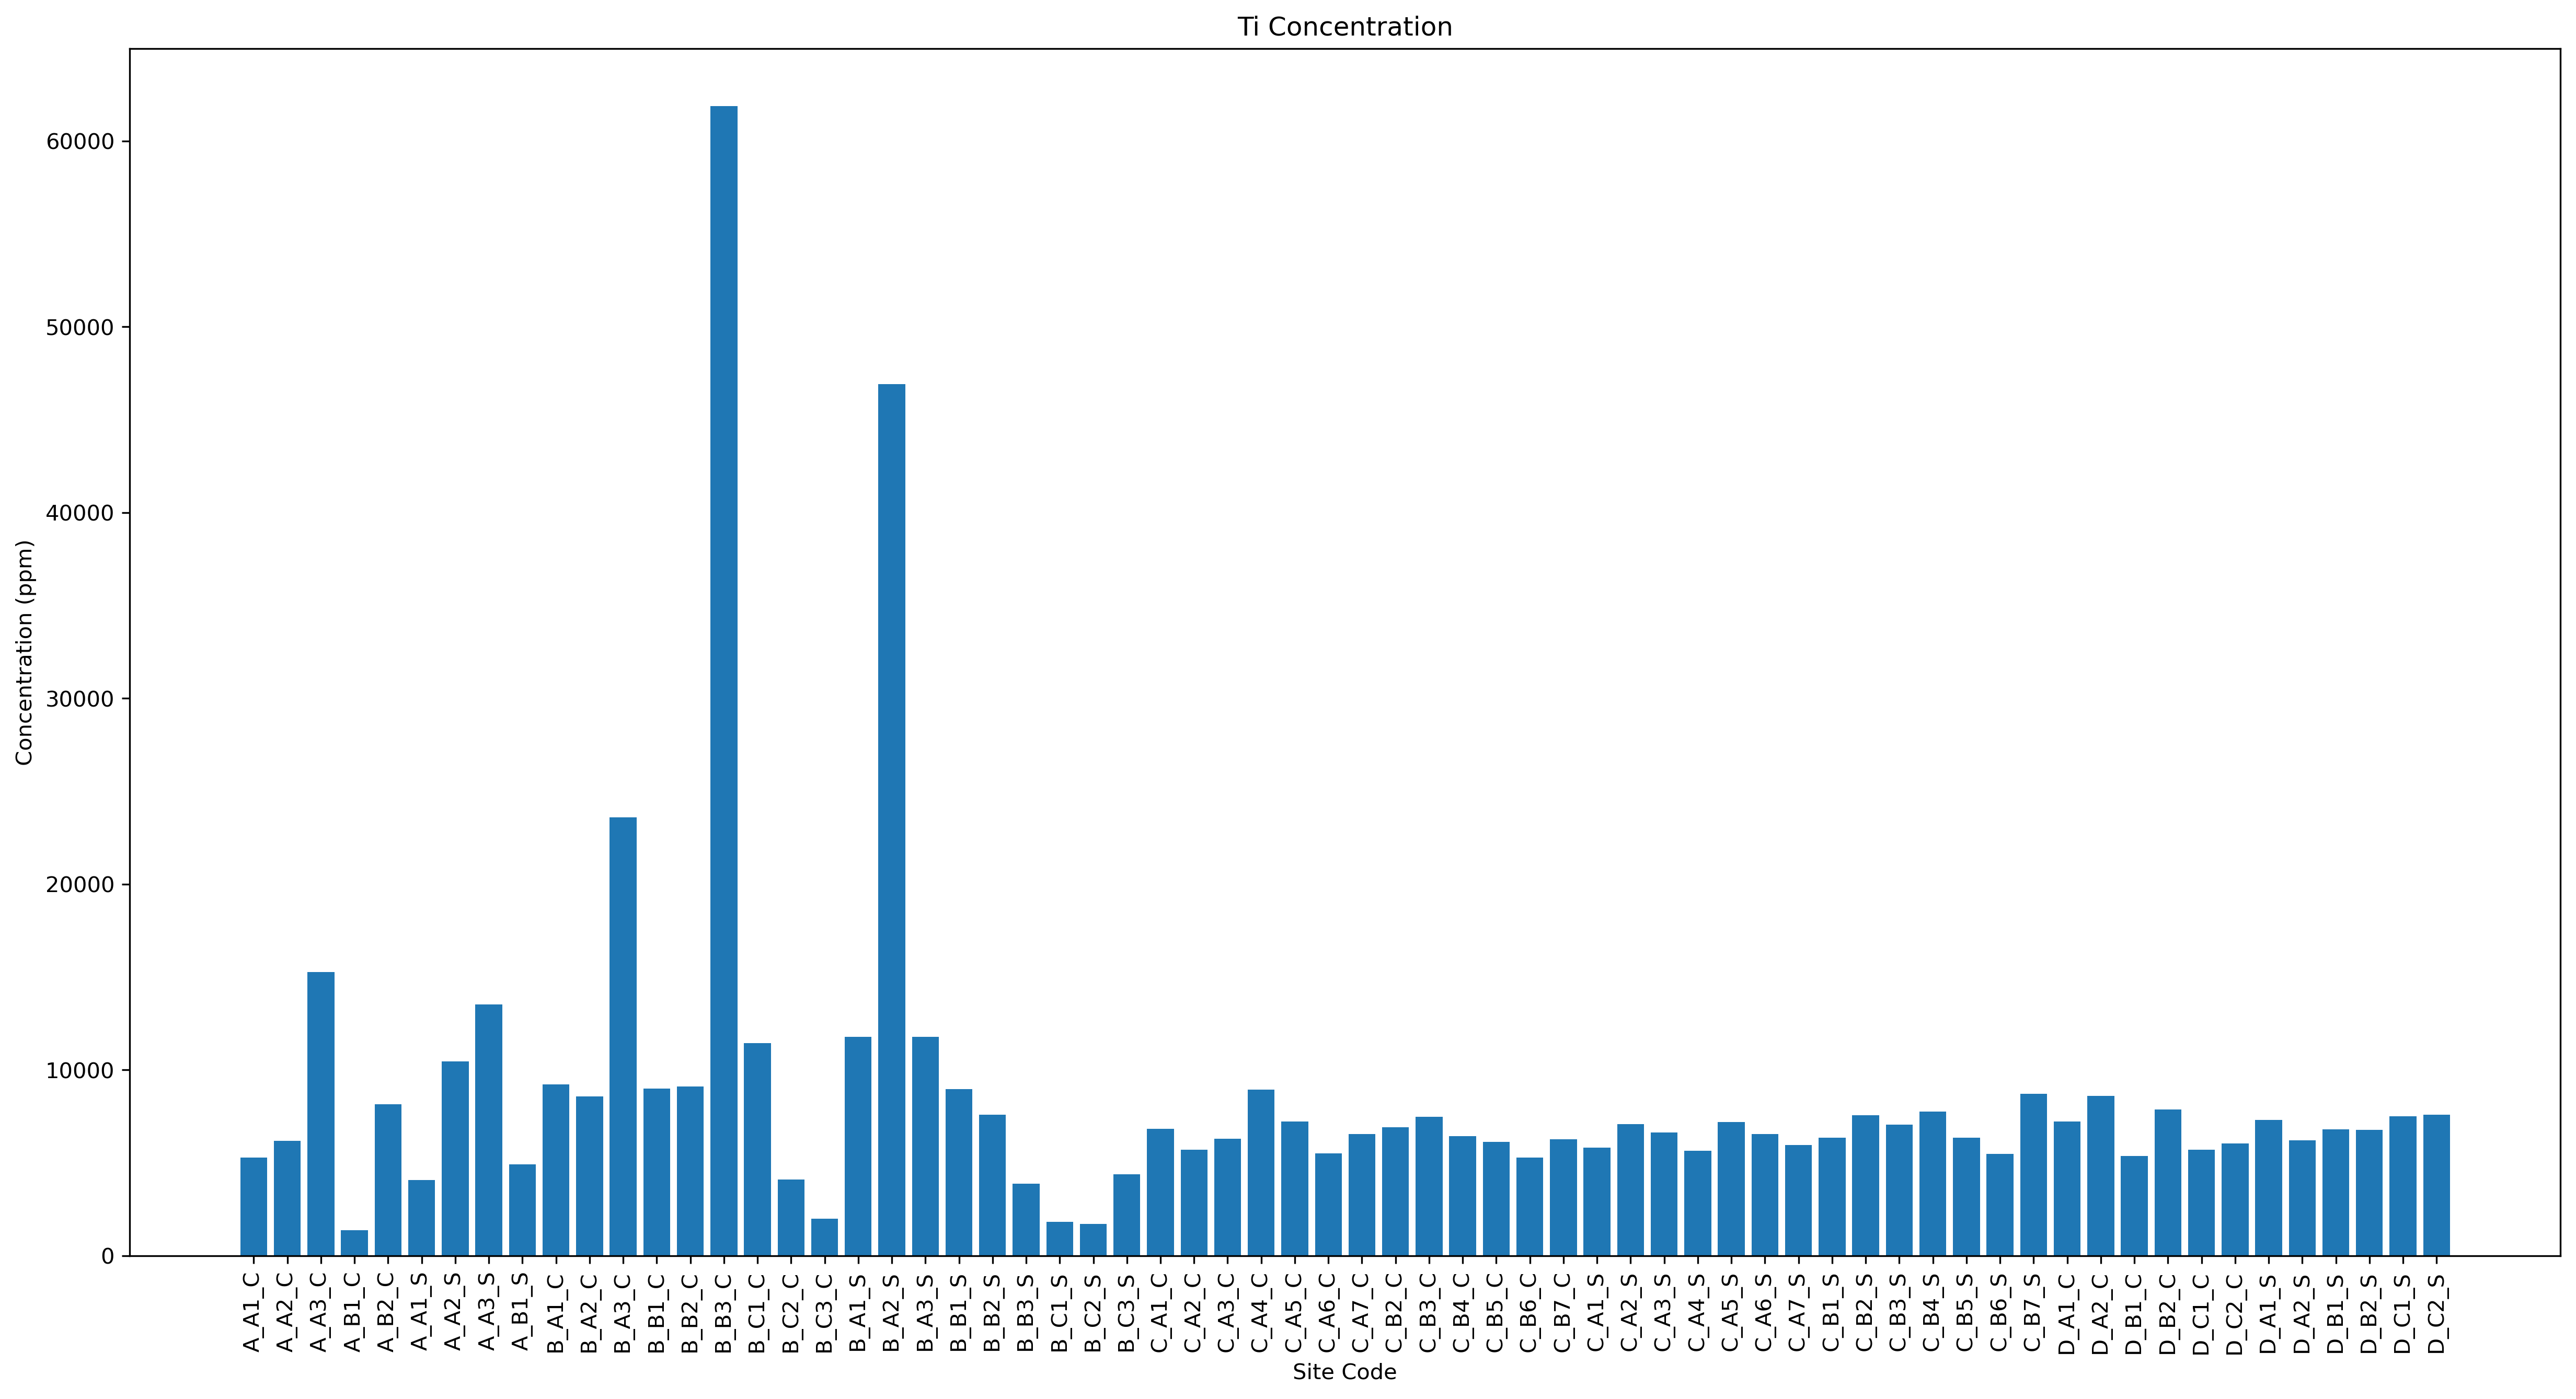 Ti Concentration
Concentration (ppm)
60000
50000
40000
30000
20000
10000
0
A_A1_C
A_A2_C
A_A3_C
A_B1_C
A_B2_C
A_A1_S
A_A2_S
A_A3_S
A_B1_S
B_A1_C
B_A2_C
B_A3_C
B_B1_C
B_B2_C
B_B3_C
B_C1_C
B_C2_C
B_C3_C
B_A1_S
B_A2_S
B_A3_S
B_B1_S
B_B2_S
B_B3_S
B_C1_S
B_C2_S
B_C3_S
C_A1_C
C_A2_C
C_A3_C
C_A4_C
C_A5_C
C_A6_C
C_A7_C
C_B2_C
C_B3_C
C_B4_C
C_B5_C
C_B6_C
C_B7_C
C_A1_S
C_A2_S
C_A3_S
C_A4_S
C_A5_S
C_A6_S
C_A7_S
C_B1_S
C_B2_S
C_B3_S
C_B4_S
C_B5_S
C_B6_S
C_B7_S
D_A1_C
D_A2_C
D_B1_C
D_B2_C
D_C1_C
D_C2_C
D_A1_S
D_A2_S
D_B1_S
D_B2_S
D_C1_S
D_C2_S
Site Code